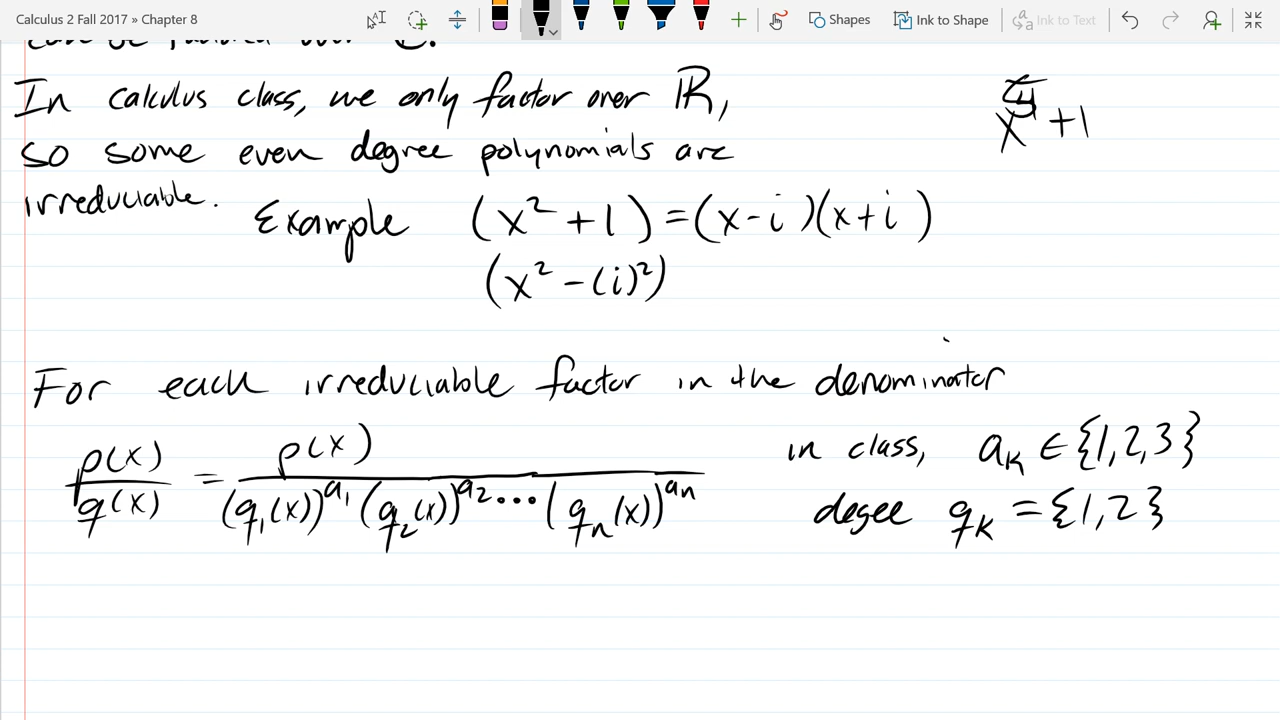 Calculus 2 Fall 2017 » Chapter 8
Shapes
Ink to Shape
Ink to Text
In calculus class, we only factor over ℝ,
x⁴ + 1
so some even degree polynomials are
irreduciable.
Example (x² + 1) = (x - i)(x + i)
(x² - (i)²)
For each irreduciable factor in the denominator
p(x)/q(x) = p(x)/((q₁(x))^a₁ (q₂(x))^a₂ ... (qₙ(x))^aₙ)
in class, aₖ ∈ {1,2,3}
degee qₖ = {1,2}